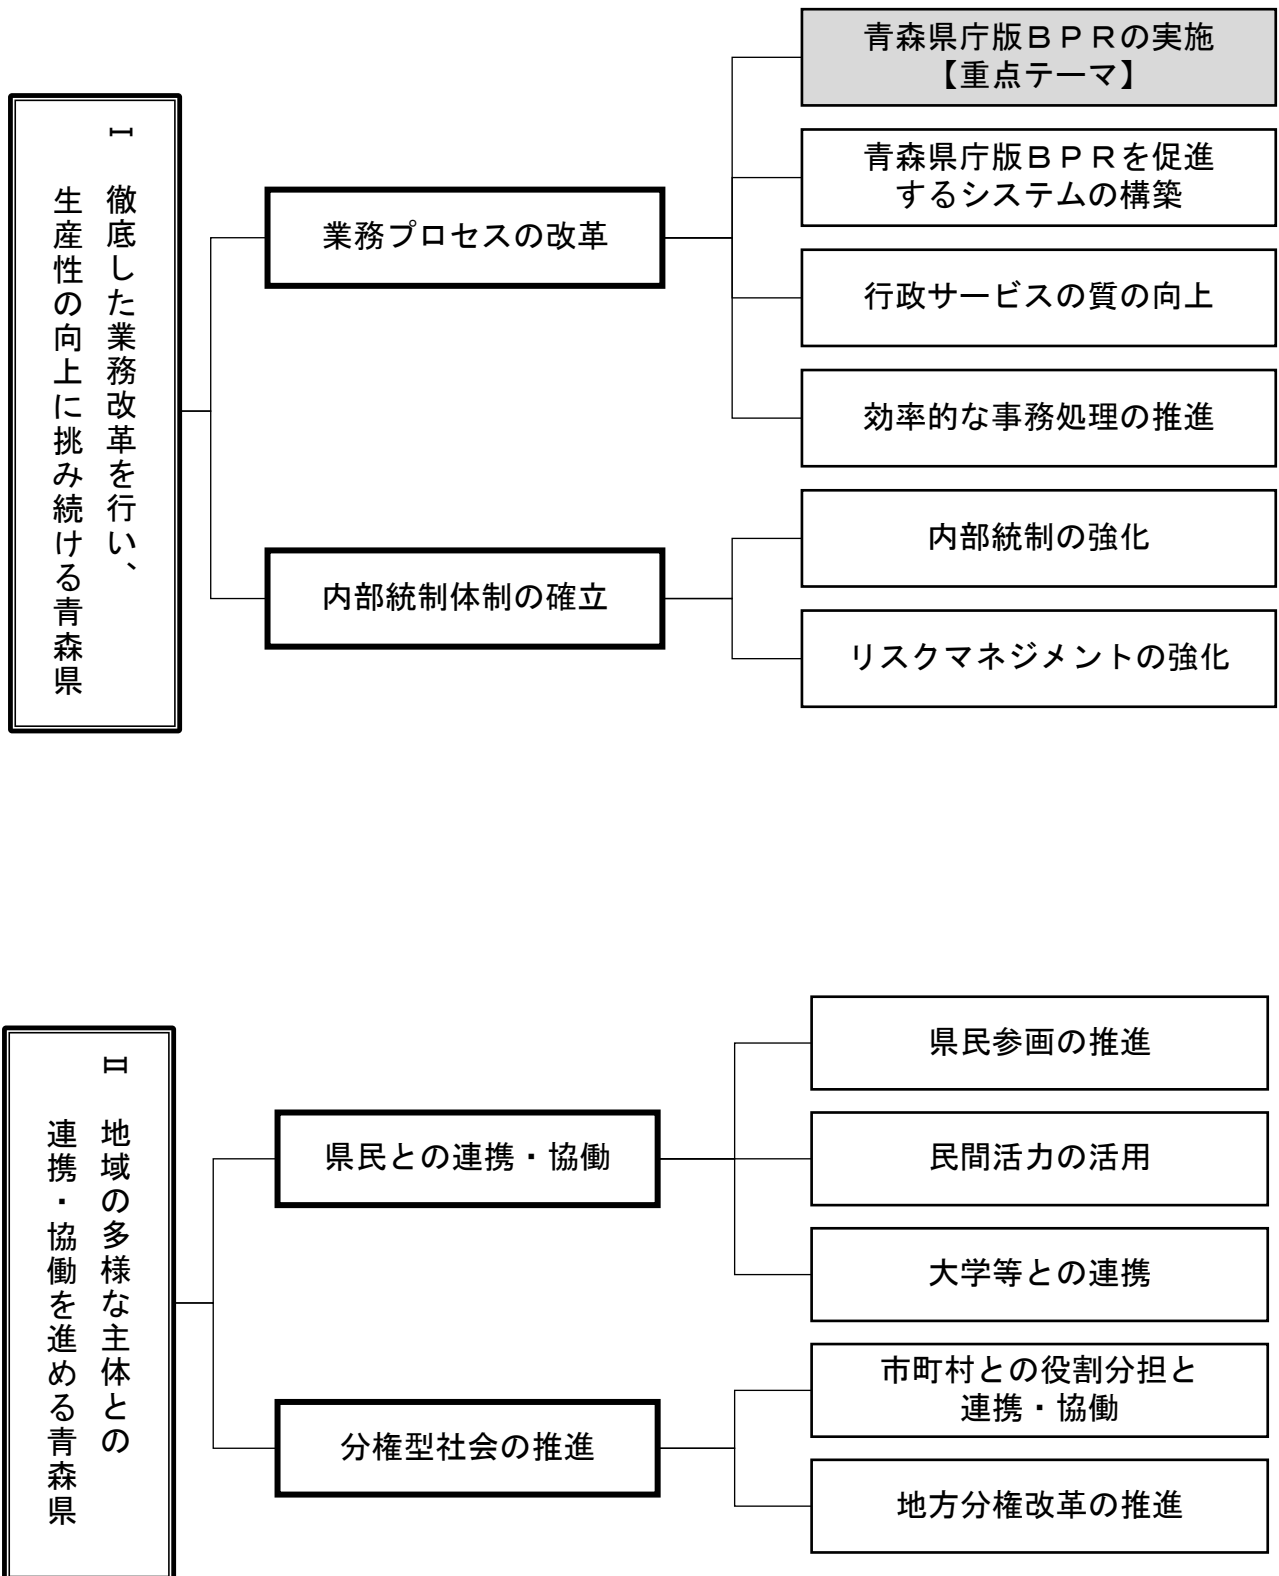 Ⅰ　徹底した業務改革を行い、
生産性の向上に挑み続ける青森県
業務プロセスの改革
青森県庁版ＢＰＲの実施
【重点テーマ】
青森県庁版ＢＰＲを促進
するシステムの構築
行政サービスの質の向上
効率的な事務処理の推進
内部統制体制の確立
内部統制の強化
リスクマネジメントの強化
Ⅱ　地域の多様な主体との
連携・協働を進める青森県
県民との連携・協働
県民参画の推進
民間活力の活用
大学等との連携
分権型社会の推進
市町村との役割分担と
連携・協働
地方分権改革の推進